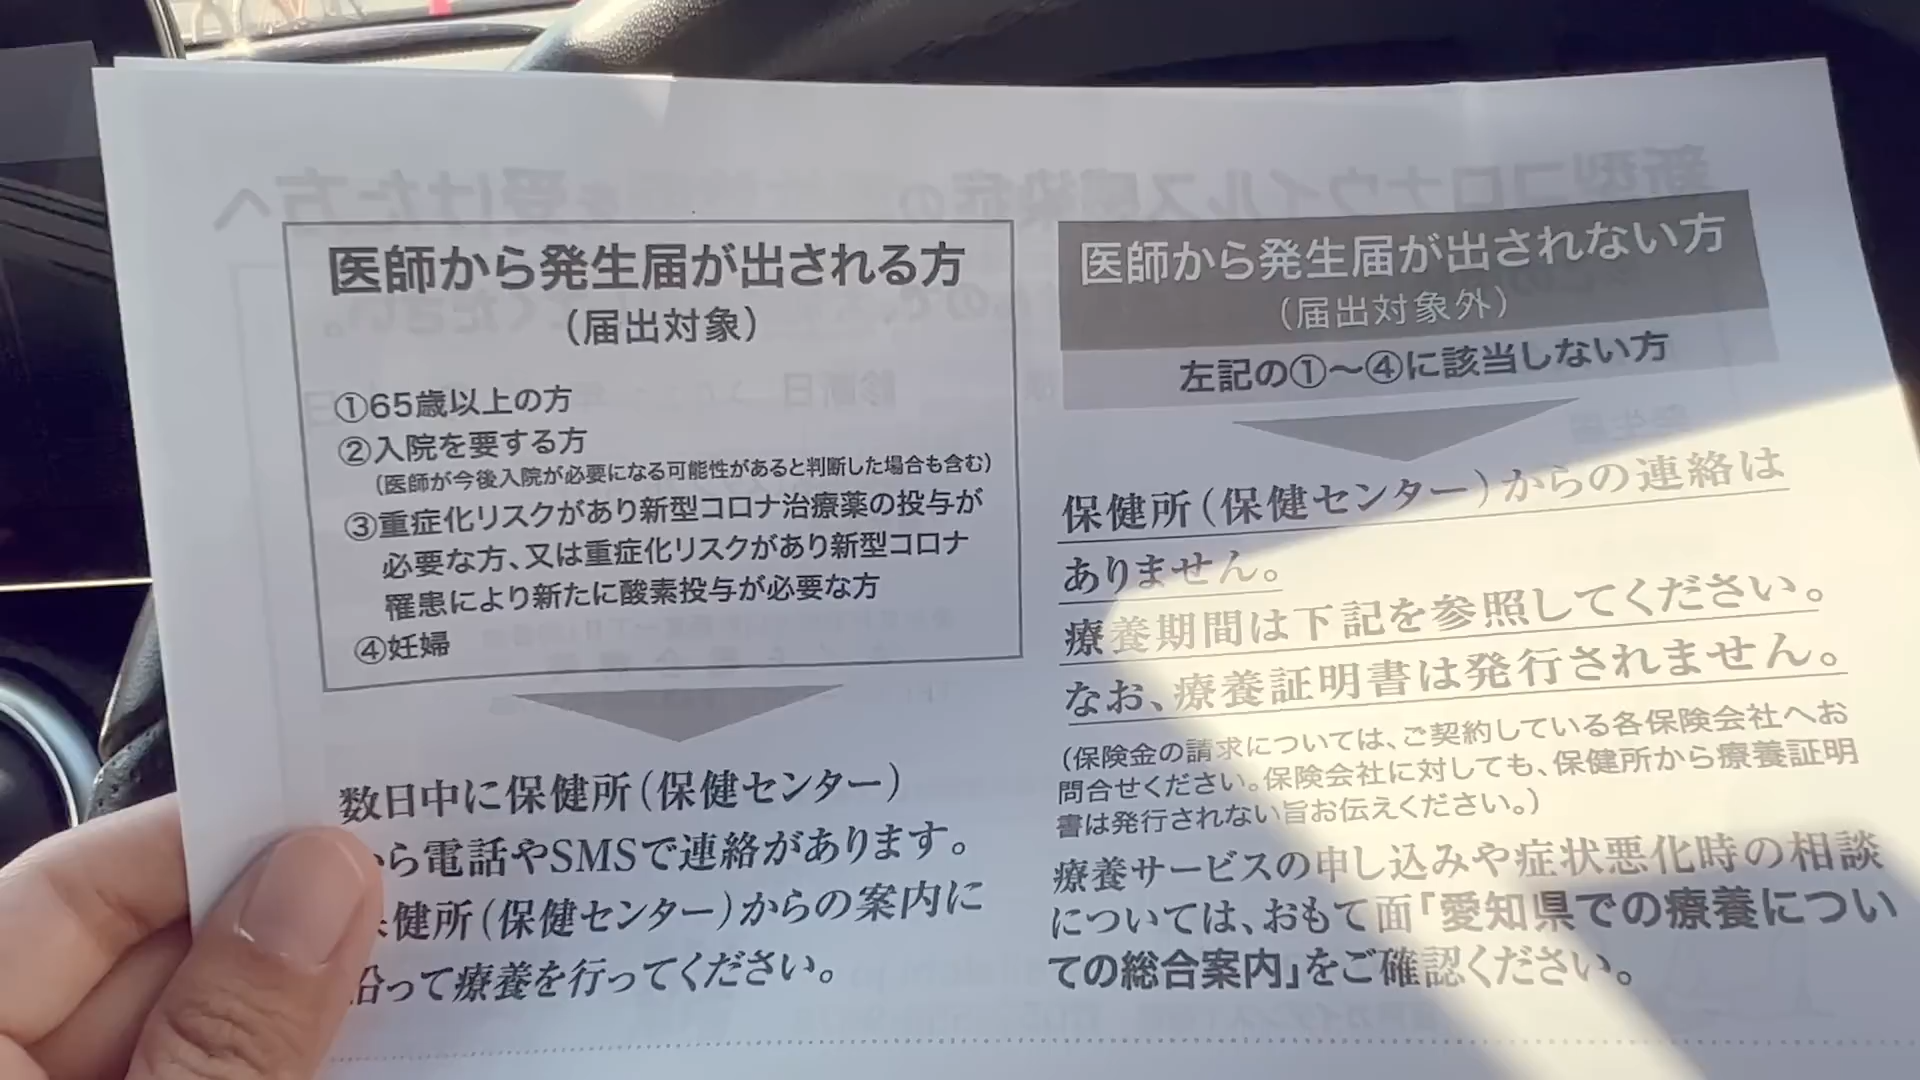 医師から発生届が出される方
(届出対象)
①65歳以上の方
②入院を要する方
(医師が今後入院が必要になる可能性があると判断した場合も含む)
③重症化リスクがあり新型コロナ治療薬の投与が
必要な方、又は重症化リスクがあり新型コロナ
罹患により新たに酸素投与が必要な方
④妊婦
数日中に保健所(保健センター)
から電話やSMSで連絡があります。
保健所(保健センター)からの案内に
沿って療養を行ってください。
医師から発生届が出されない方
(届出対象外)
左記の①～④に該当しない方
保健所(保健センター)からの連絡は
ありません。
療養期間は下記を参照してください。
なお、療養証明書は発行されません。
(保険金の請求については、ご契約している各保険会社へお
問合せください。保険会社に対しても、保健所から療養証明
書は発行されない旨お伝えください。)
療養サービスの申し込みや症状悪化時の相談
については、おもて面「愛知県での療養につい
ての総合案内」をご確認ください。